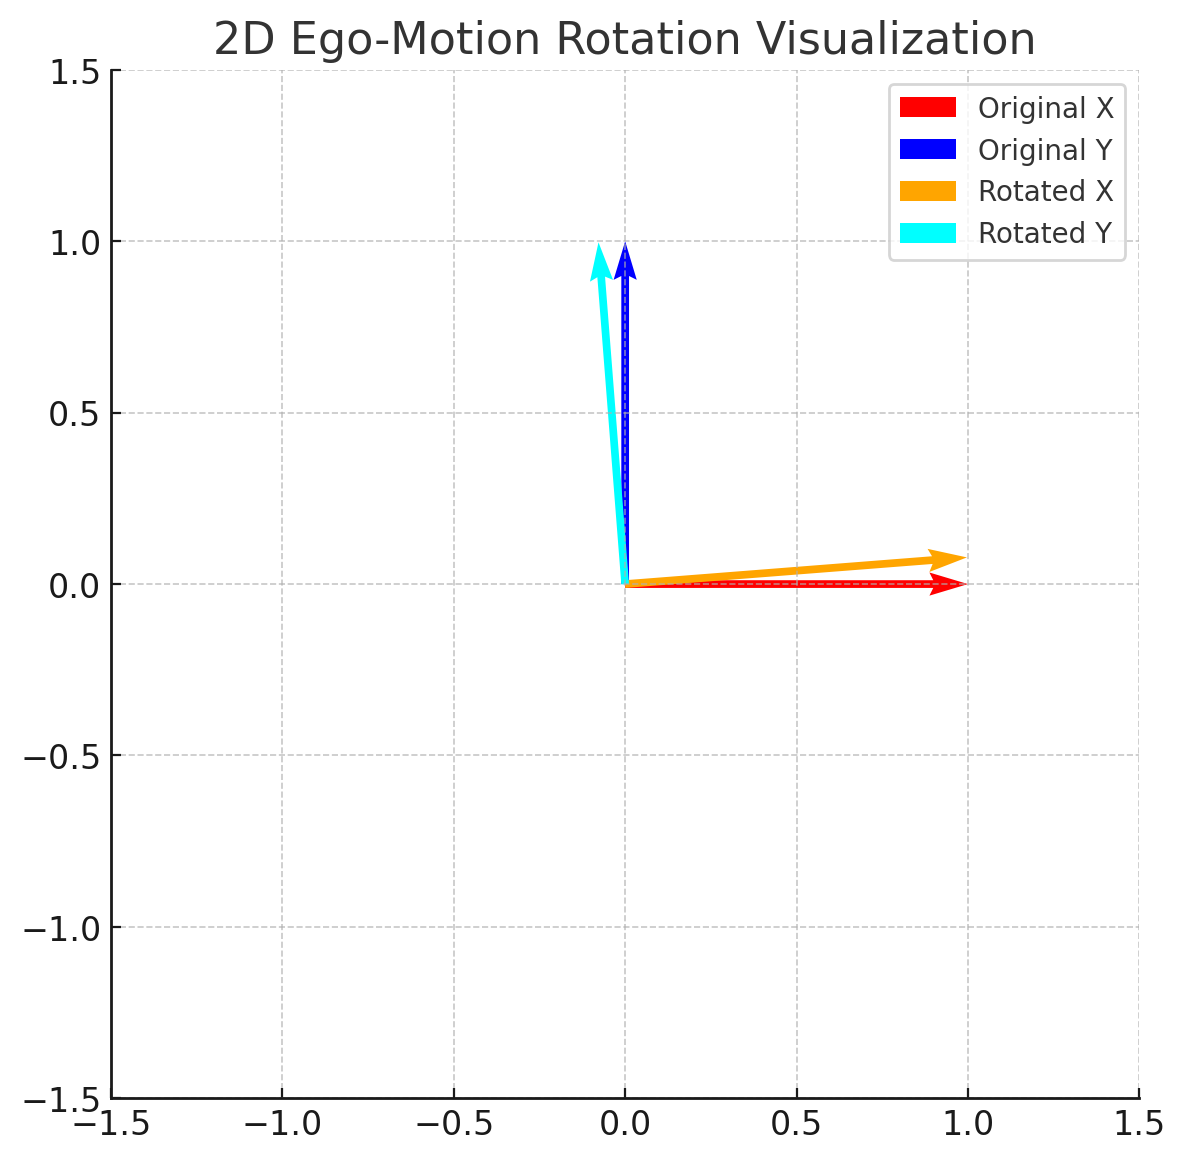 2D Ego-Motion Rotation Visualization
1.5
1.0
0.5
0.0
−0.5
−1.0
−1.5
Original X
Original Y
Rotated X
Rotated Y
−1.5 −1.0 −0.5 0.0 0.5 1.0 1.5